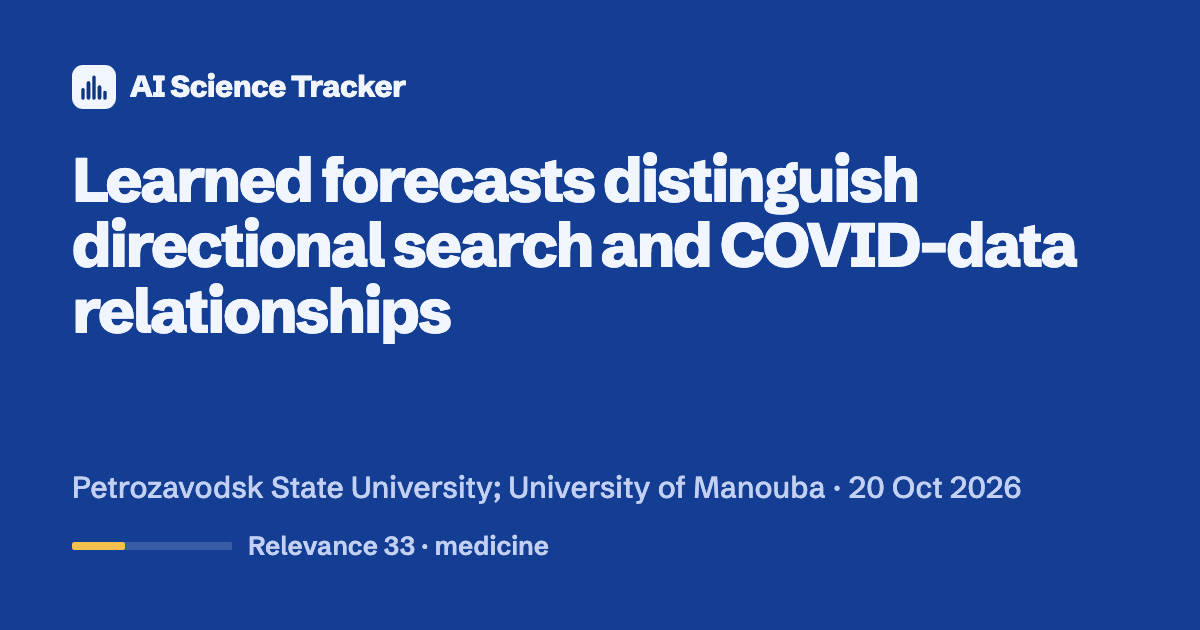 AI Science Tracker
Learned forecasts distinguish
directional search and COVID-data
relationships
Petrozavodsk State University; University of Manouba · 20 Oct 2026
Relevance 33 · medicine